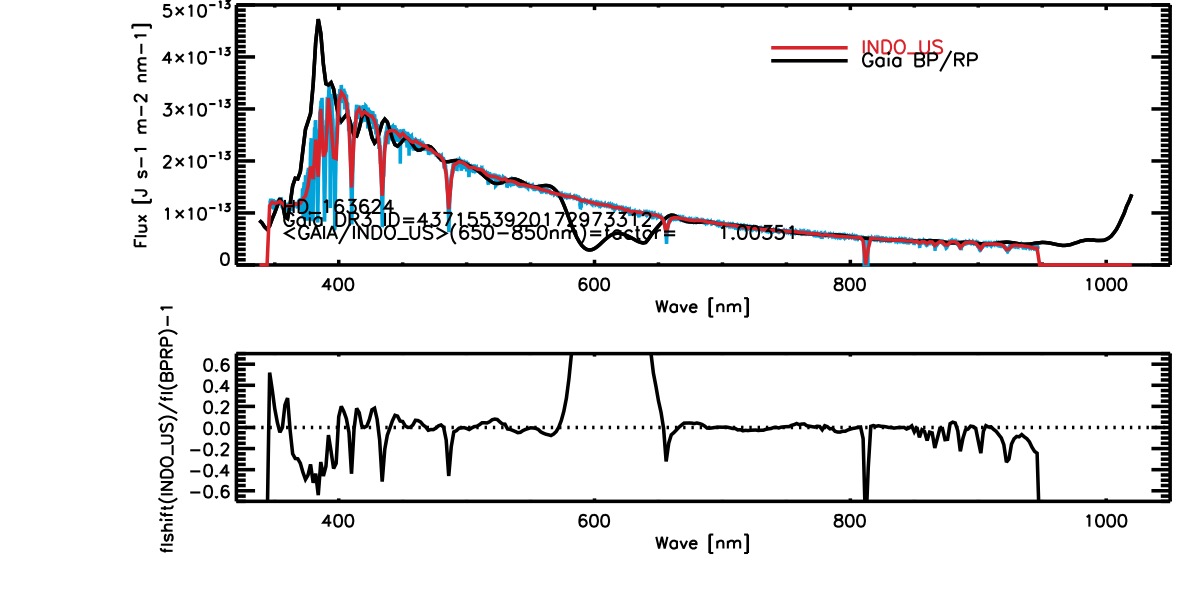 5×10⁻¹³
4×10⁻¹³
3×10⁻¹³
2×10⁻¹³
1×10⁻¹³
0
Flux [J s-1 m-2 nm-1]
INDO_US
Gaia BP/RP
HD_163624
Gaia DR3_ID=4371553920172973312
<GAIA/INDO_US>(650-850nm)=factor= 1.00351
400 600 800 1000
Wave [nm]
0.6
0.4
0.2
0.0
-0.2
-0.4
-0.6
flshift(INDO_US)/fl(BPRP)-1
400 600 800 1000
Wave [nm]